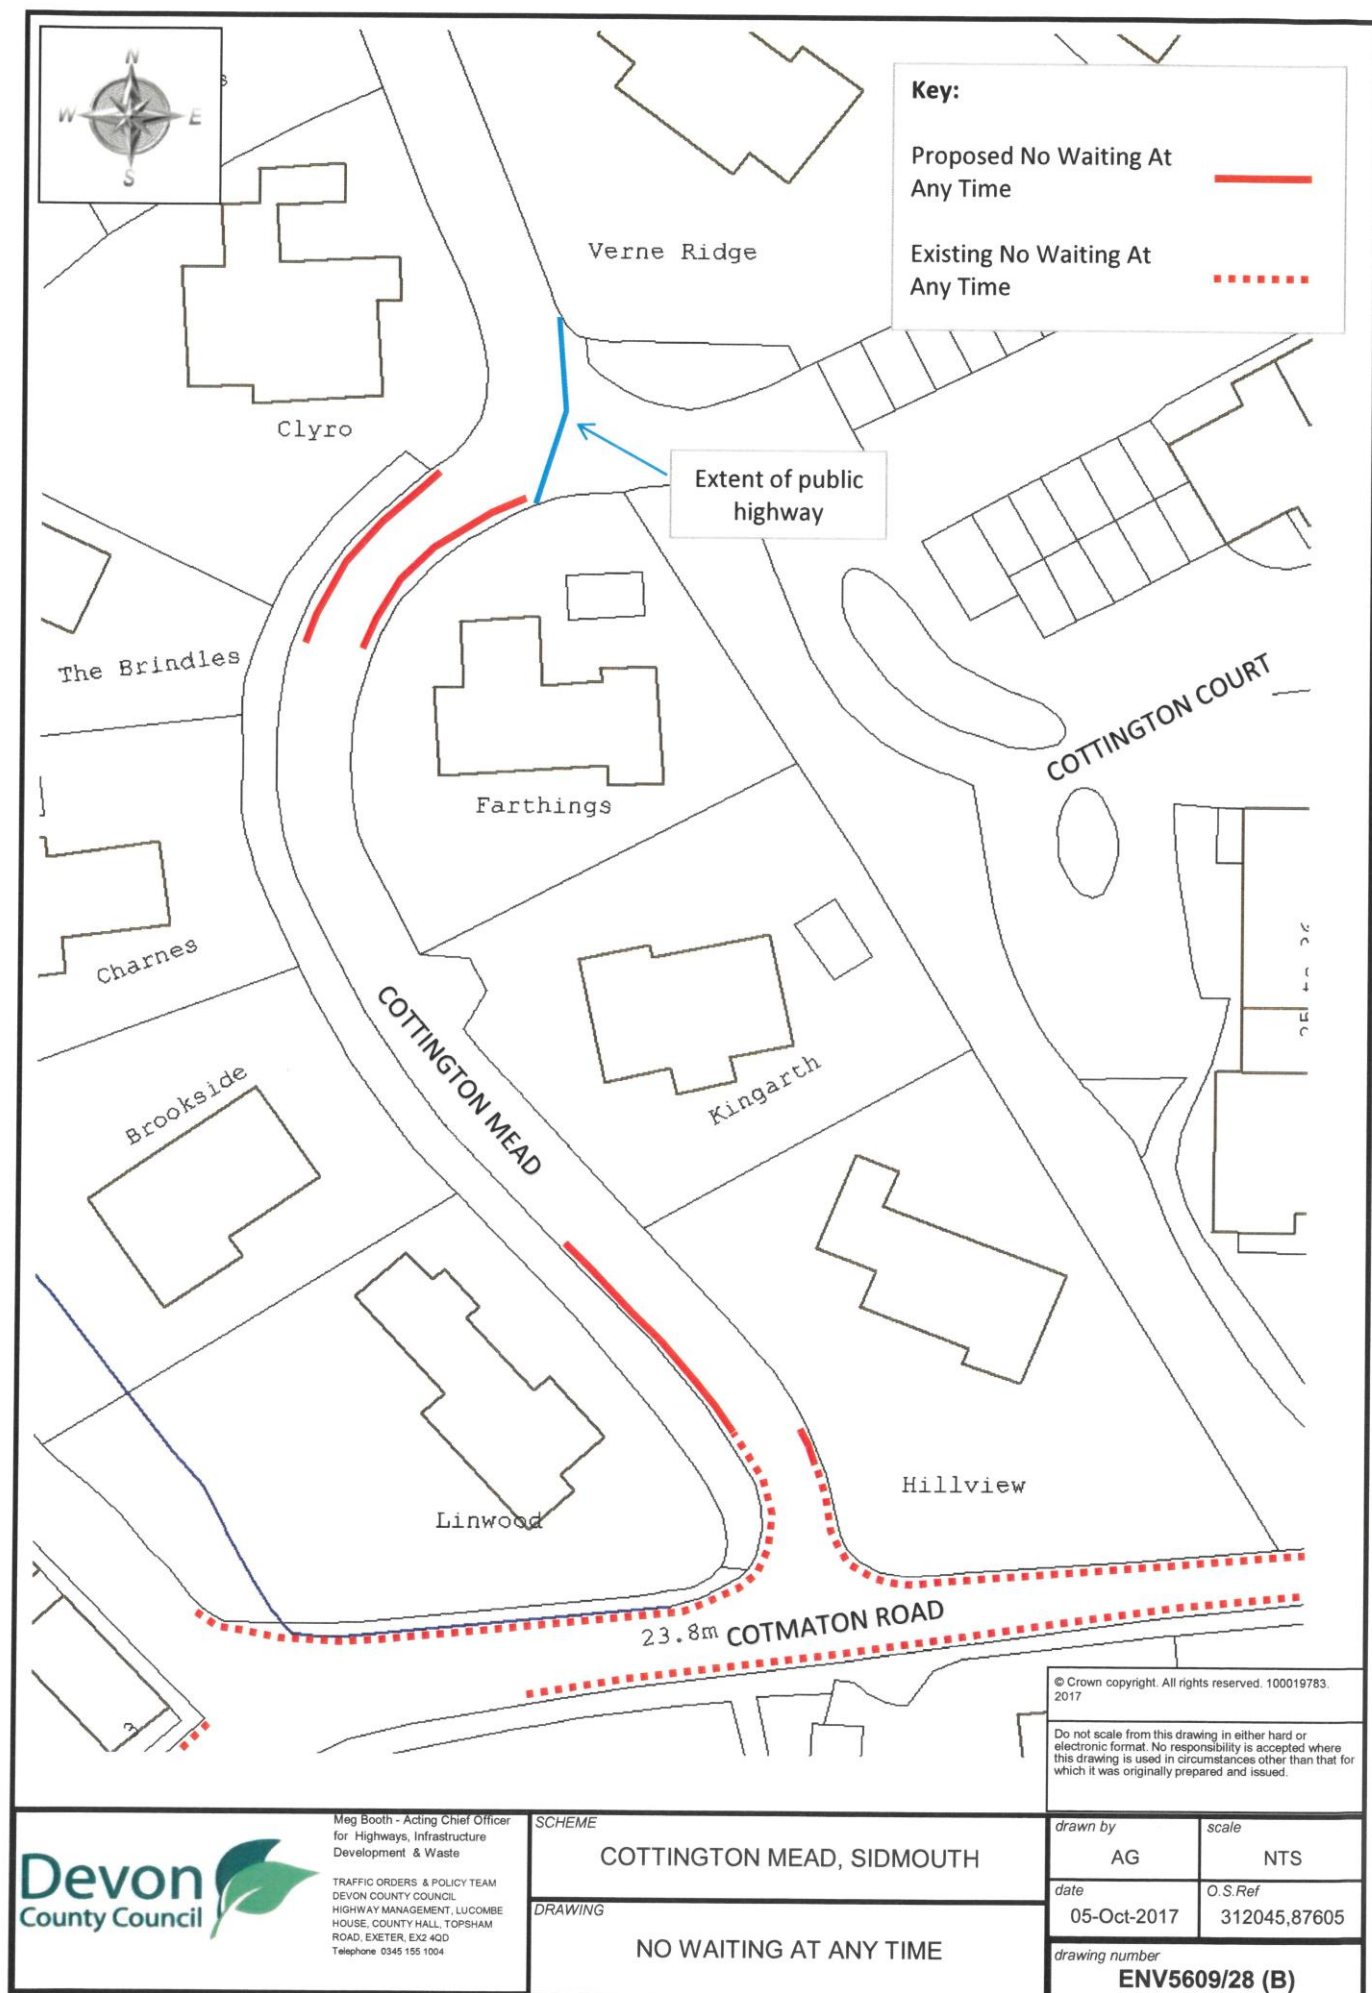 N
W
E
S
Key:
Proposed No Waiting At
Any Time
Existing No Waiting At
Any Time
Verne Ridge
Clyro
Extent of public
highway
The Brindles
COTTINGTON COURT
Farthings
Charnes
COTTINGTON MEAD
Kingarth
Brookside
Hillview
Linwood
23.8m
COTMATON ROAD
3
© Crown copyright. All rights reserved. 100019783.
2017
Do not scale from this drawing in either hard or
electronic format. No responsibility is accepted where
this drawing is used in circumstances other than that for
which it was originally prepared and issued.
Devon
County Council
Meg Booth - Acting Chief Officer
for Highways, Infrastructure
Development & Waste
TRAFFIC ORDERS & POLICY TEAM
DEVON COUNTY COUNCIL
HIGHWAY MANAGEMENT, LUCOMBE
HOUSE, COUNTY HALL, TOPSHAM
ROAD, EXETER, EX2 4QD
Telephone 0345 155 1004
SCHEME
COTTINGTON MEAD, SIDMOUTH
DRAWING
NO WAITING AT ANY TIME
drawn by
AG
scale
NTS
date
05-Oct-2017
O.S.Ref
312045,87605
drawing number
ENV5609/28 (B)